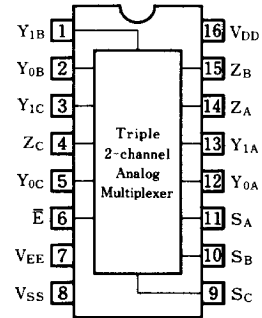 Y1B 1 16 VDD
Y0B 2 15 ZB
Y1C 3 14 ZA
ZC 4 13 Y1A
Y0C 5 12 Y0A
E̅ 6 11 SA
VEE 7 10 SB
VSS 8 9 SC
Triple
2-channel
Analog
Multiplexer